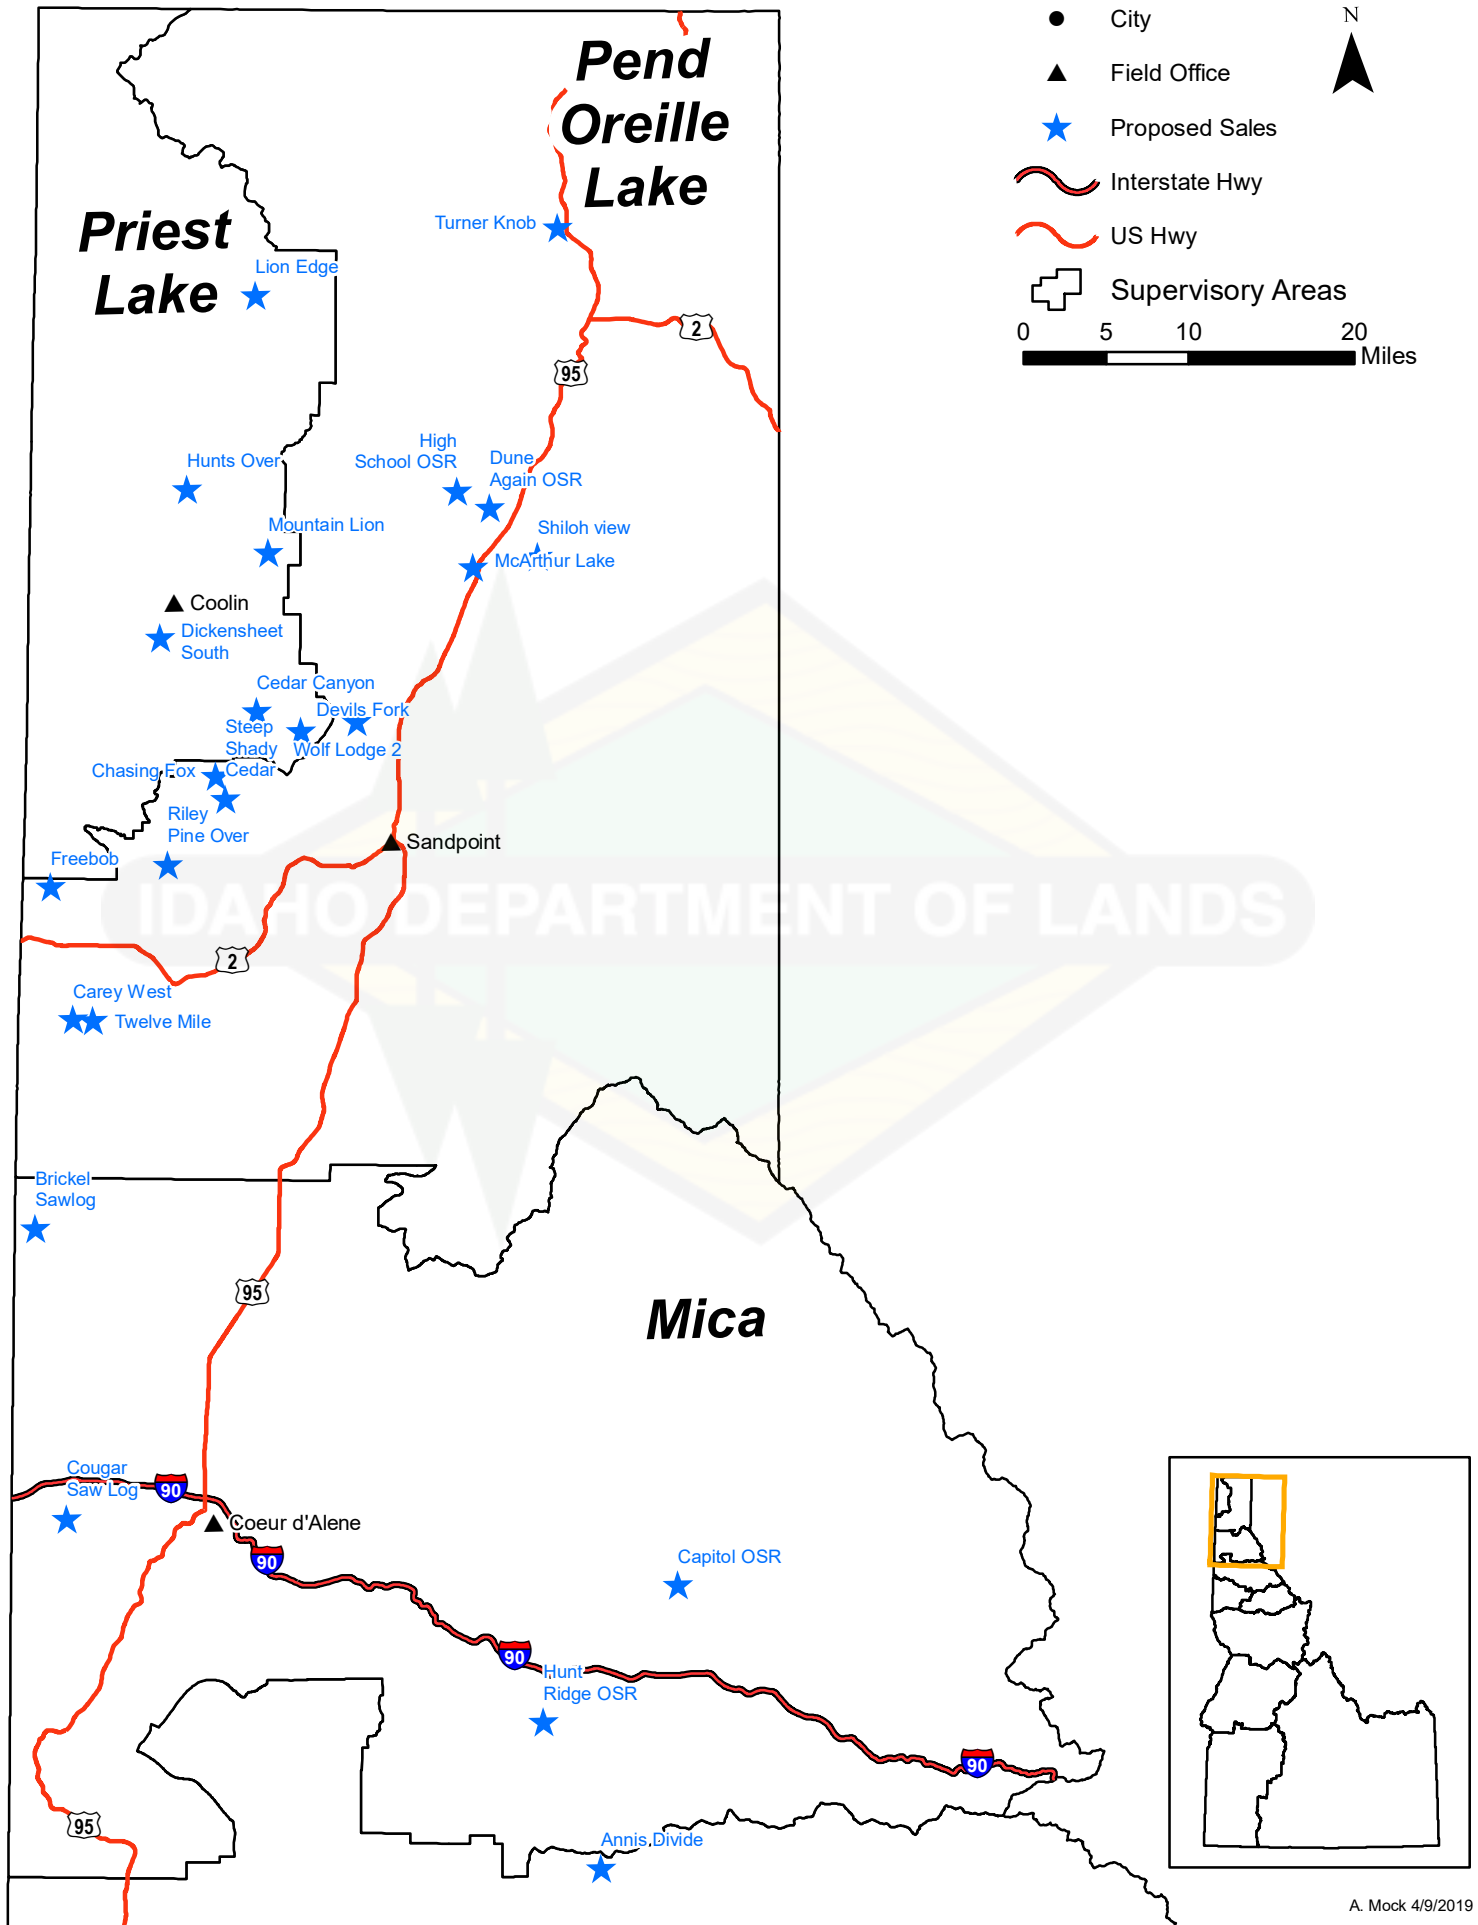 City
N
Field Office
Proposed Sales
Interstate Hwy
US Hwy
Supervisory Areas
0 5 10 20
Miles
Pend
Oreille
Lake
Priest
Lake
Turner Knob
Lion Edge
2
95
High
School OSR
Dune
Again OSR
Hunts Over
Mountain Lion
Shiloh view
McArthur Lake
Coolin
Dickensheet
South
Cedar Canyon
Devils Fork
Steep
Shady
Cedar
Wolf Lodge 2
Chasing Fox
Riley
Pine Over
Sandpoint
Freebob
IDAHO DEPARTMENT OF LANDS
2
Carey West
Twelve Mile
Brickel
Sawlog
95
Mica
Cougar
Saw Log
90
Coeur d'Alene
90
Capitol OSR
90
Hunt
Ridge OSR
90
95
Annis Divide
A. Mock 4/9/2019